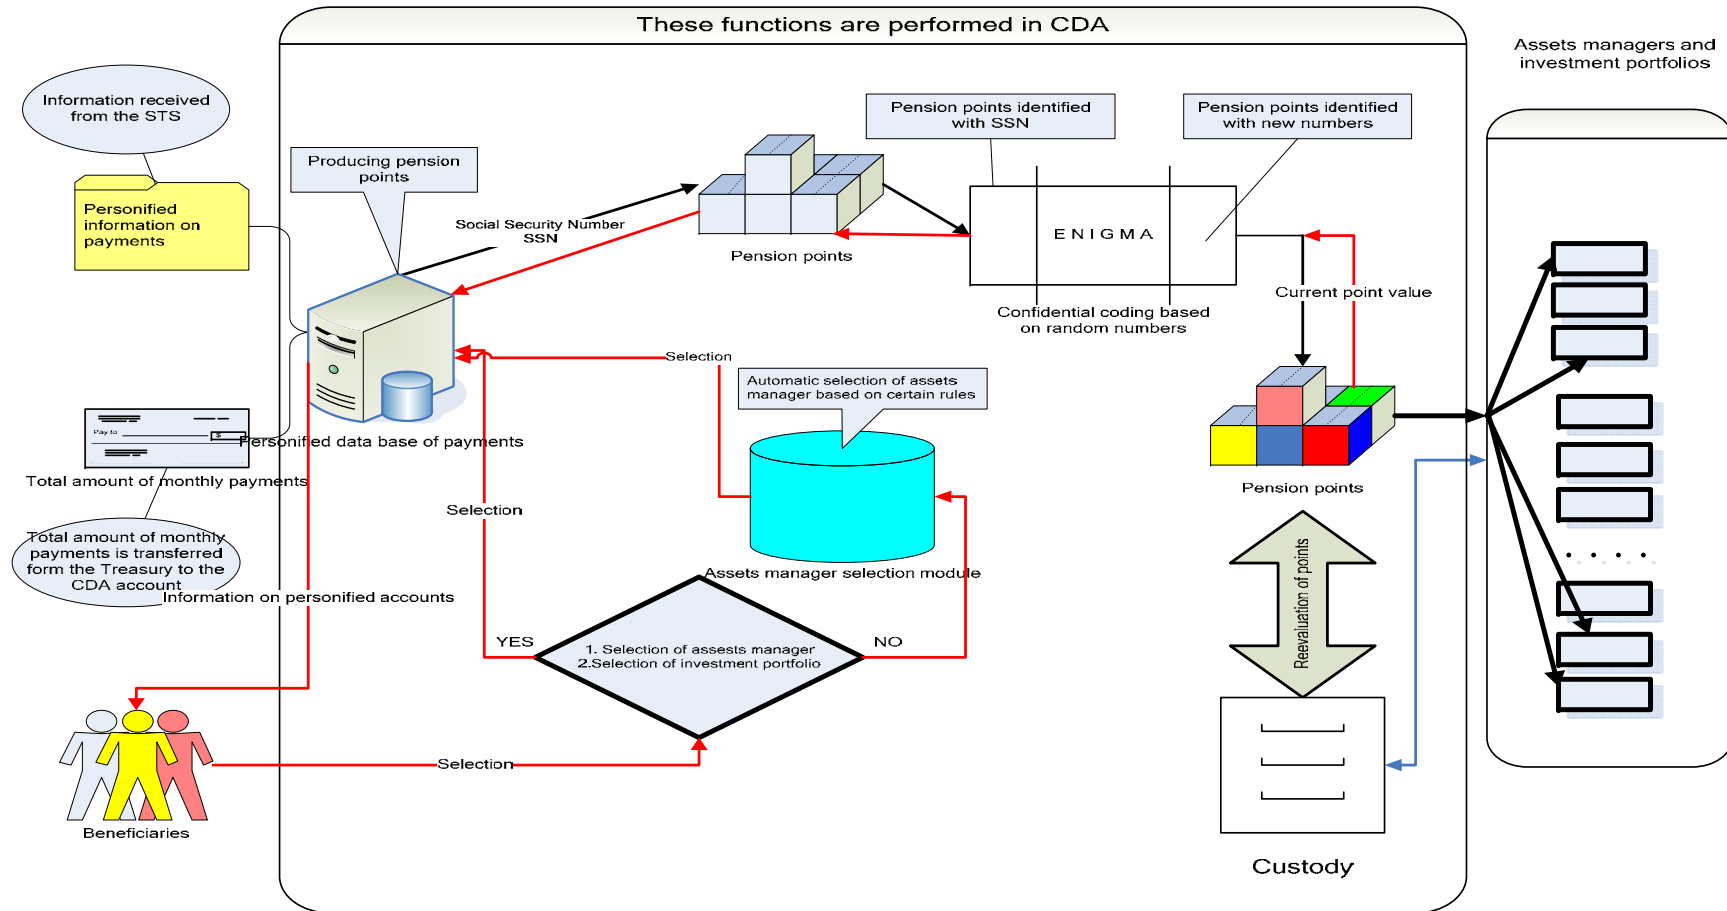 These functions are performed in CDA
Assets managers and
investment portfolios
Information received
from the STS
Personified
information on
payments
Producing pension
points
Social Security Number
SSN
Pension points
Pension points identified
with SSN
Pension points identified
with new numbers
ENIGMA
Confidential coding based
on random numbers
Current point value
Selection
Automatic selection of assets
manager based on certain rules
Pay to
$
Personified data base of payments
Total amount of monthly payments
Total amount of monthly
payments is transferred
form the Treasury to the
CDA account
Information on personified accounts
Selection
Assets manager selection module
Pension points
Reevaluation of points
YES
NO
1. Selection of assests manager
2.Selection of investment portfolio
Selection
Beneficiaries
Custody